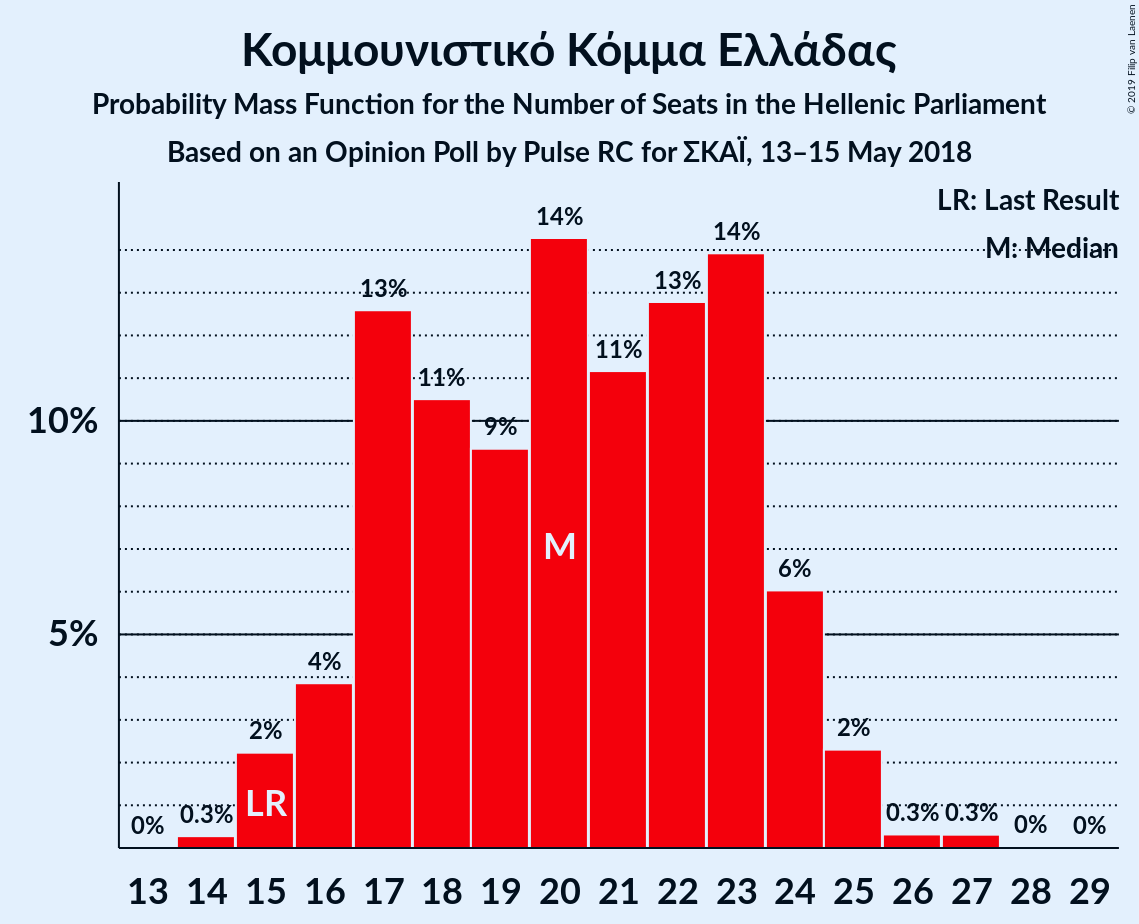 Κομμουνιστικό Κόμμα Ελλάδας
Probability Mass Function for the Number of Seats in the Hellenic Parliament
Based on an Opinion Poll by Pulse RC for ΣΚΑΪ, 13–15 May 2018
© 2019 Filip van Laenen
LR: Last Result
M: Median
10%
5%
0% 0.3% 2% 4% 13% 11% 9% 14% 11% 13% 14% 6% 2% 0.3% 0.3% 0% 0%
LR M
13 14 15 16 17 18 19 20 21 22 23 24 25 26 27 28 29